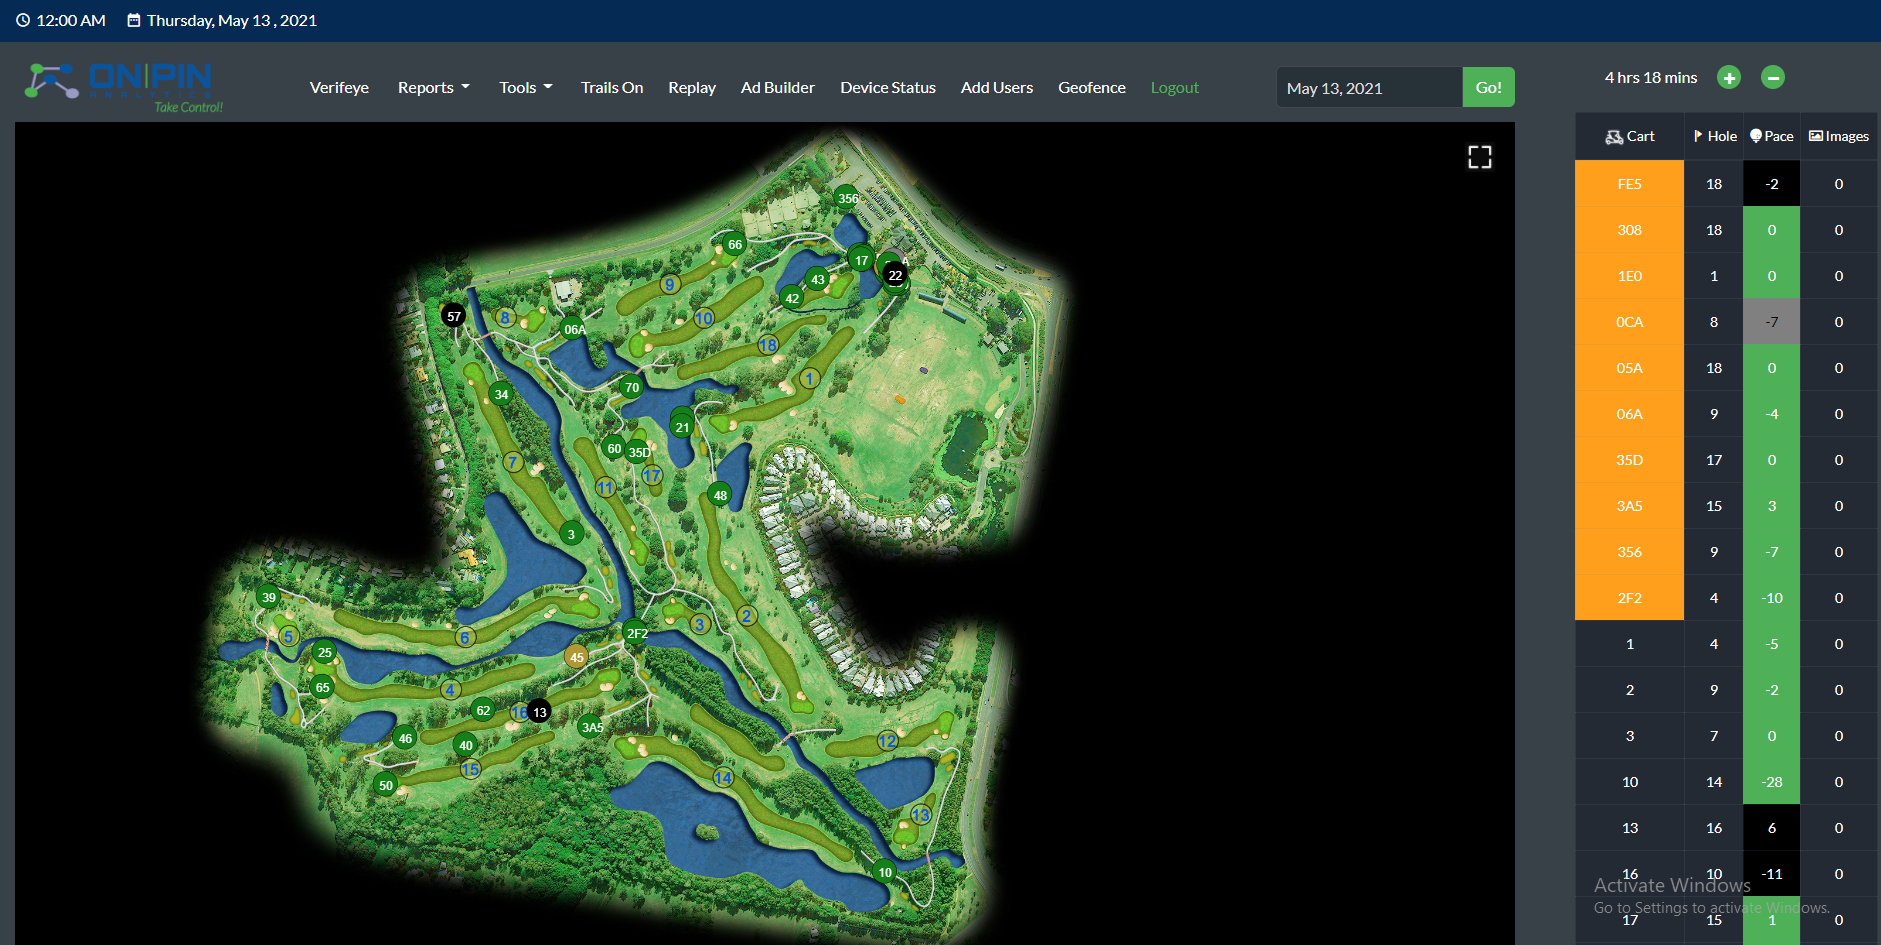 12:00 AM Thursday, May 13 , 2021
ON|PIN
ANALYTICS
Take Control!
Verifeye Reports Tools Trails On Replay Ad Builder Device Status Add Users Geofence Logout
May 13, 2021 Go!
4 hrs 18 mins
Cart Hole Pace Images
FE5 18 -2 0
308 18 0 0
1E0 1 0 0
0CA 8 -7 0
05A 18 0 0
06A 9 -4 0
35D 17 0 0
3A5 15 3 0
356 9 -7 0
2F2 4 -10 0
1 4 -5 0
2 9 -2 0
3 7 0 0
10 14 -28 0
13 16 6 0
16 10 -11 0
17 15 1 0
Activate Windows
Go to Settings to activate Windows.
356
66
17
A
22
43
42
9
10
57
8
06A
18
1
70
34
21
60
35D
7
17
11
48
3
39
2
3
5
6
2F2
25
45
65
4
62
16
13
3A5
46
40
12
15
14
50
13
10